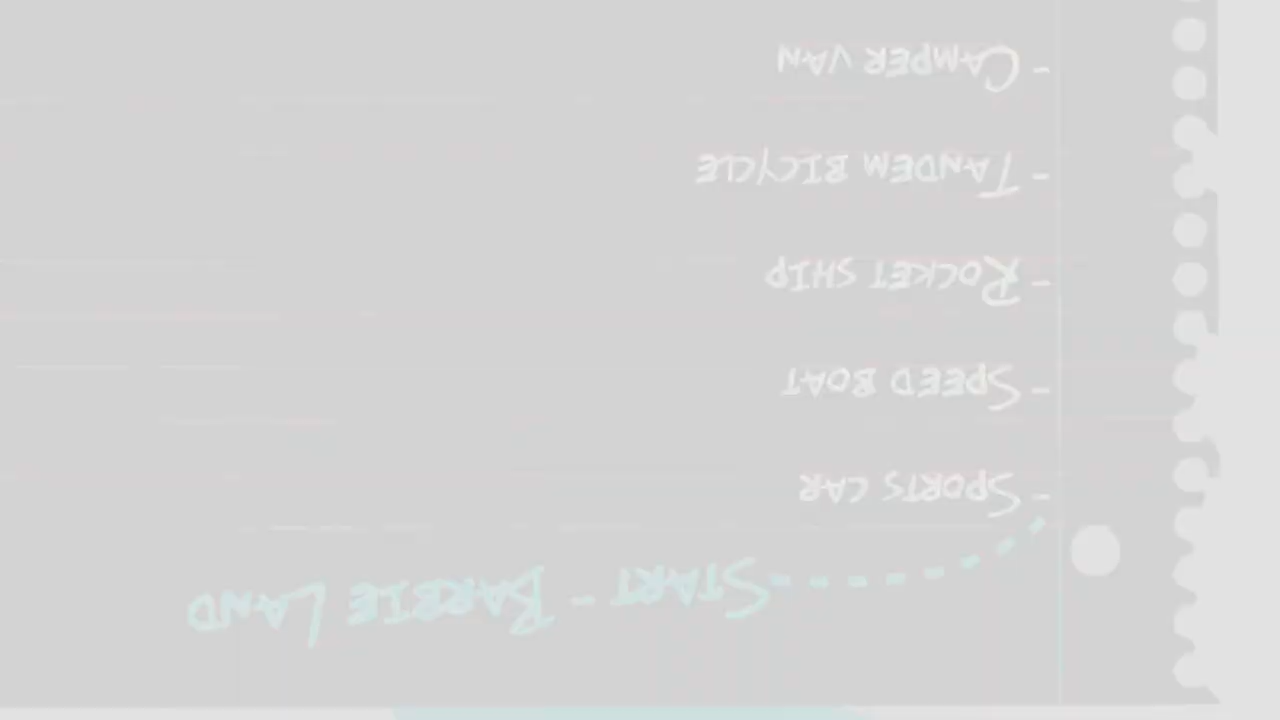 START - BARBIE LAND
- SPORTS CAR
- SPEED BOAT
- ROCKET SHIP
- TANDEM BICYCLE
- CAMPER VAN